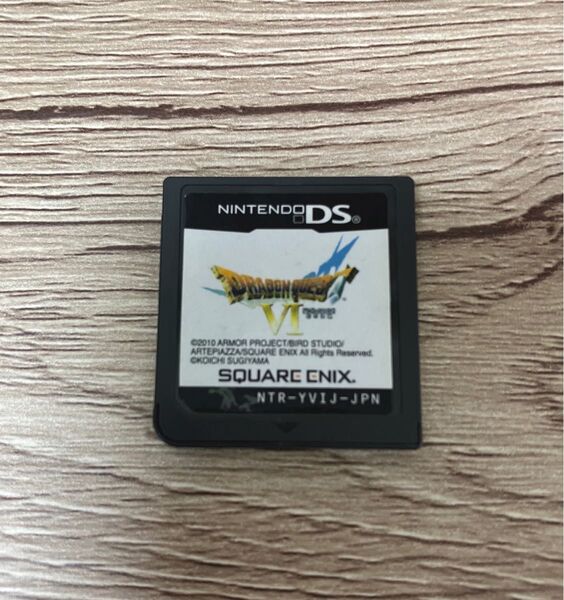 NINTENDO DS®
DRAGON QUEST
VI
©2010 ARMOR PROJECT/BIRD STUDIO/
ARTEPIAZZA/SQUARE ENIX All Rights Reserved.
©KOICHI SUGIYAMA
SQUARE ENIX.
NTR-YVIJ-JPN